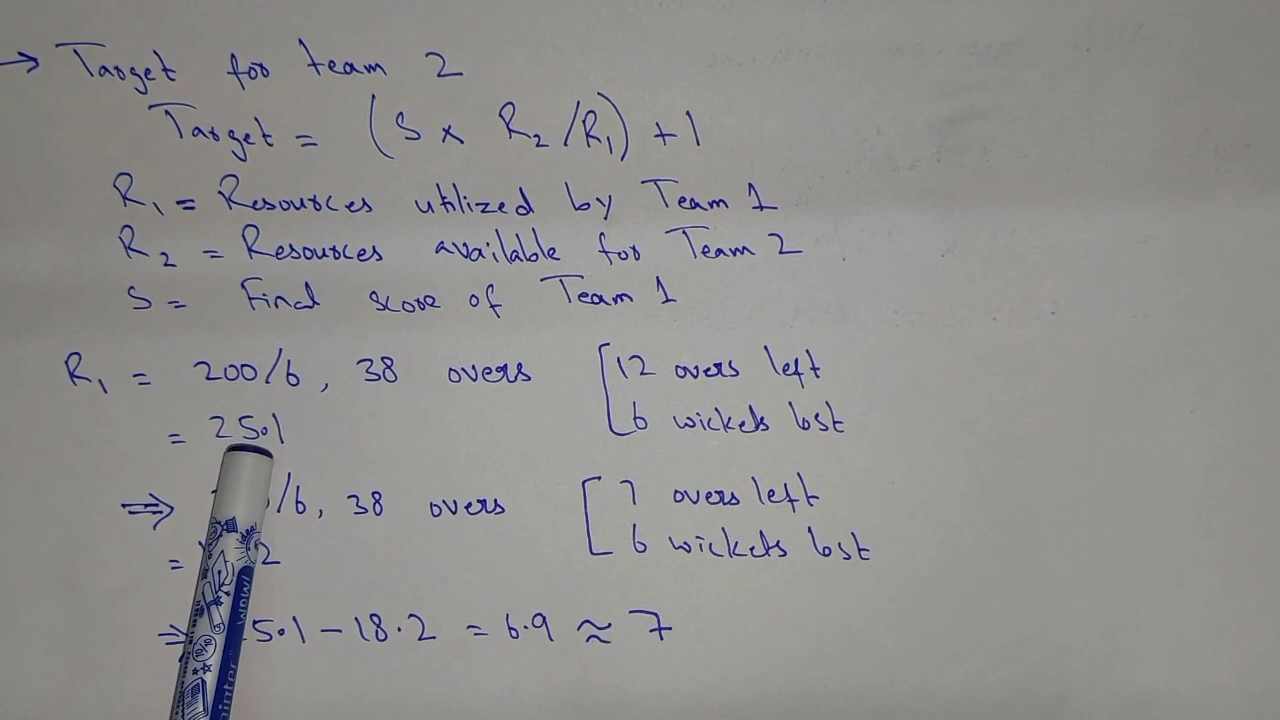 → Target for team 2
Target = (S x R₂/R₁) + 1
R₁ = Resources utilized by Team 1
R₂ = Resources available for Team 2
S = Final score of Team 1
R₁ = 200/6, 38 overs [12 overs left
6 wickets lost
= 25.1
⇒ /6, 38 overs [7 overs left
6 wickets lost
= 2
⇒ 5.1 - 18.2 = 6.9 ≈ 7